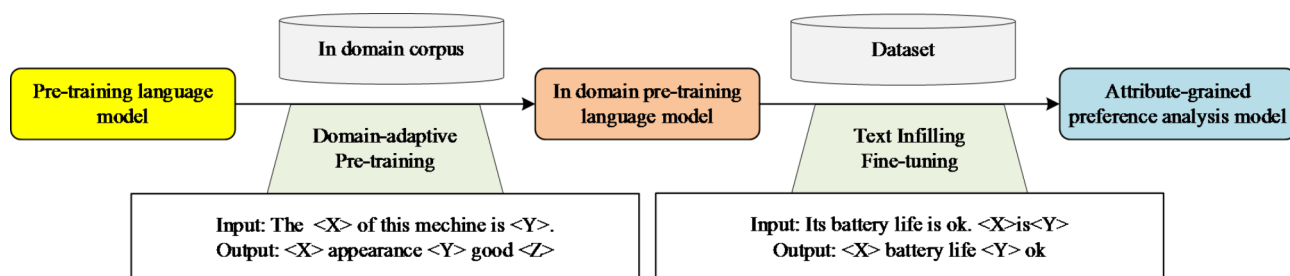 In domain corpus
Dataset
Pre-training language
model
In domain pre-training
language model
Attribute-grained
preference analysis model
Domain-adaptive
Pre-training
Text Infilling
Fine-tuning
Input: The <X> of this mechine is <Y>.
Output: <X> appearance <Y> good <Z>
Input: Its battery life is ok. <X>is<Y>
Output: <X> battery life <Y> ok